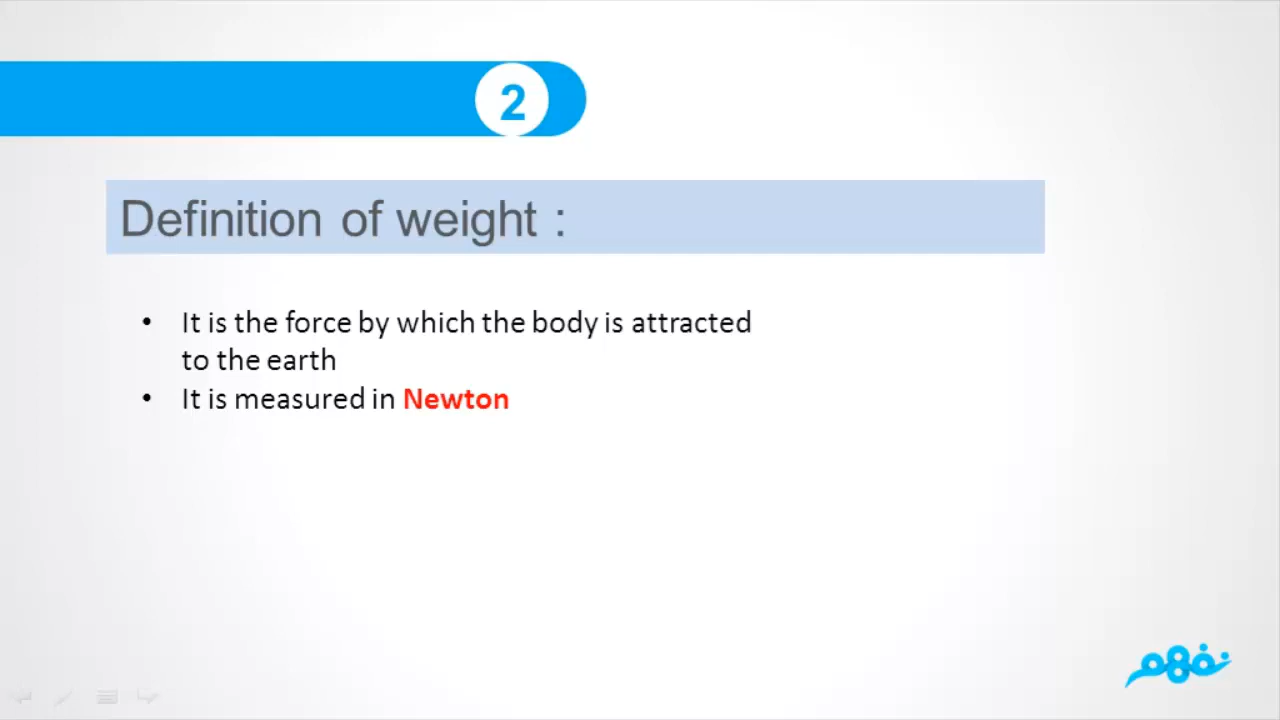 2
Definition of weight :
• It is the force by which the body is attracted
to the earth
• It is measured in Newton
نفهم